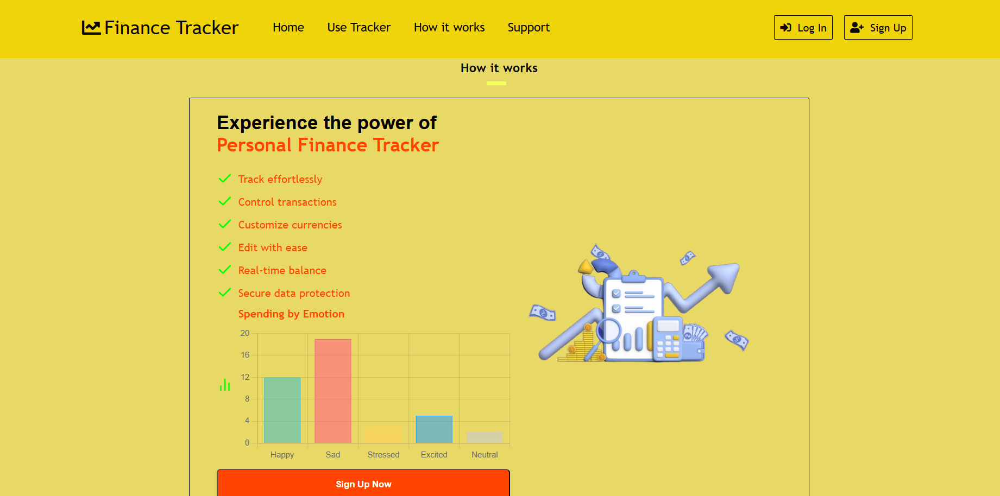 Finance Tracker
Home
Use Tracker
How it works
Support
Log In
Sign Up
How it works
Experience the power of
Personal Finance Tracker
Track effortlessly
Control transactions
Customize currencies
Edit with ease
Real-time balance
Secure data protection
Spending by Emotion
20
16
12
8
4
0
Happy
Sad
Stressed
Excited
Neutral
Sign Up Now